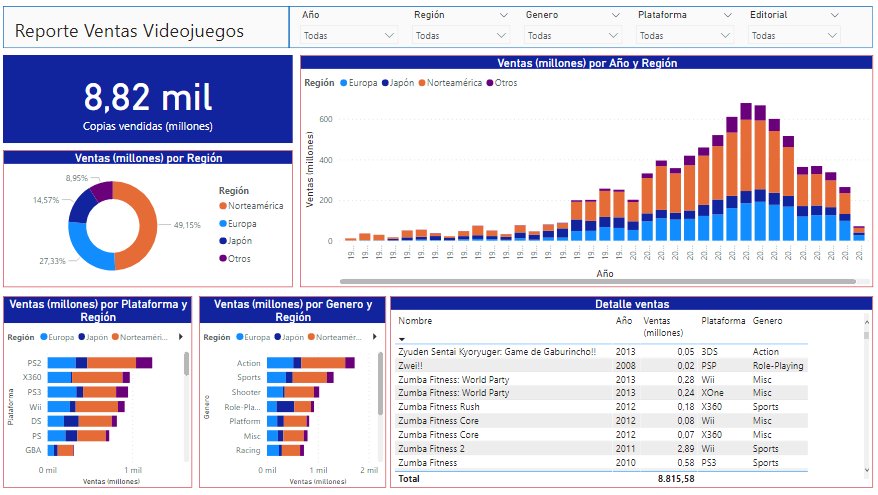 Reporte Ventas Videojuegos
Año Región Genero Plataforma Editorial
Todas Todas Todas Todas Todas
8,82 mil
Copias vendidas (millones)
Ventas (millones) por Año y Región
Región Europa Japón Norteamérica Otros
Ventas (millones)
600
400
200
0
19. 19. 19. 19. 19. 19. 19. 19. 19. 19. 19. 19. 19. 19. 19. 19. 19. 19. 19. 19. 20. 20. 20. 20. 20. 20. 20. 20. 20. 20. 20. 20. 20. 20. 20. 20. 20.
Año
Ventas (millones) por Región
8,95%
14,57%
27,33%
49,15%
Región
Norteamérica
Europa
Japón
Otros
Ventas (millones) por Plataforma y
Región
Región Europa Japón Norteaméri...
Plataforma
PS2
X360
PS3
Wii
DS
PS
GBA
0 mil 1 mil
Ventas (millones)
Ventas (millones) por Genero y
Región
Región Europa Japón Norteaméri...
Genero
Action
Sports
Shooter
Role-Pla...
Platform
Misc
Racing
0 mil 1 mil 2 mil
Ventas (millones)
Detalle ventas
Nombre Año Ventas Plataforma Genero
(millones)
Zyuden Sentai Kyoryuger: Game de Gaburincho!! 2013 0.05 3DS Action
Zwei!! 2008 0.02 PSP Role-Playing
Zumba Fitness: World Party 2013 0.28 Wii Misc
Zumba Fitness: World Party 2013 0.24 XOne Misc
Zumba Fitness Rush 2012 0.18 X360 Sports
Zumba Fitness Core 2012 0.08 Wii Misc
Zumba Fitness Core 2012 0.07 X360 Misc
Zumba Fitness 2 2011 2,89 Wii Sports
Zumba Fitness 2010 0.58 PS3 Sports
Total 8.815,58